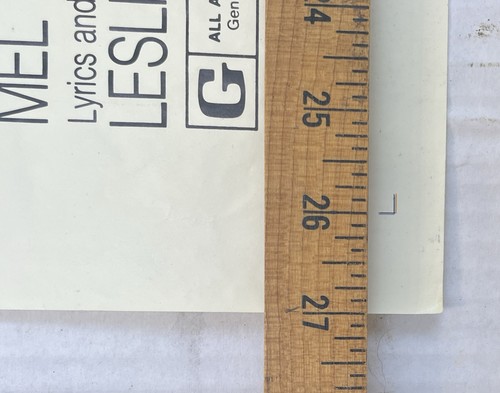 MEL
Lyrics and
LESLI
G
ALL A
Gen
24
25
26
27